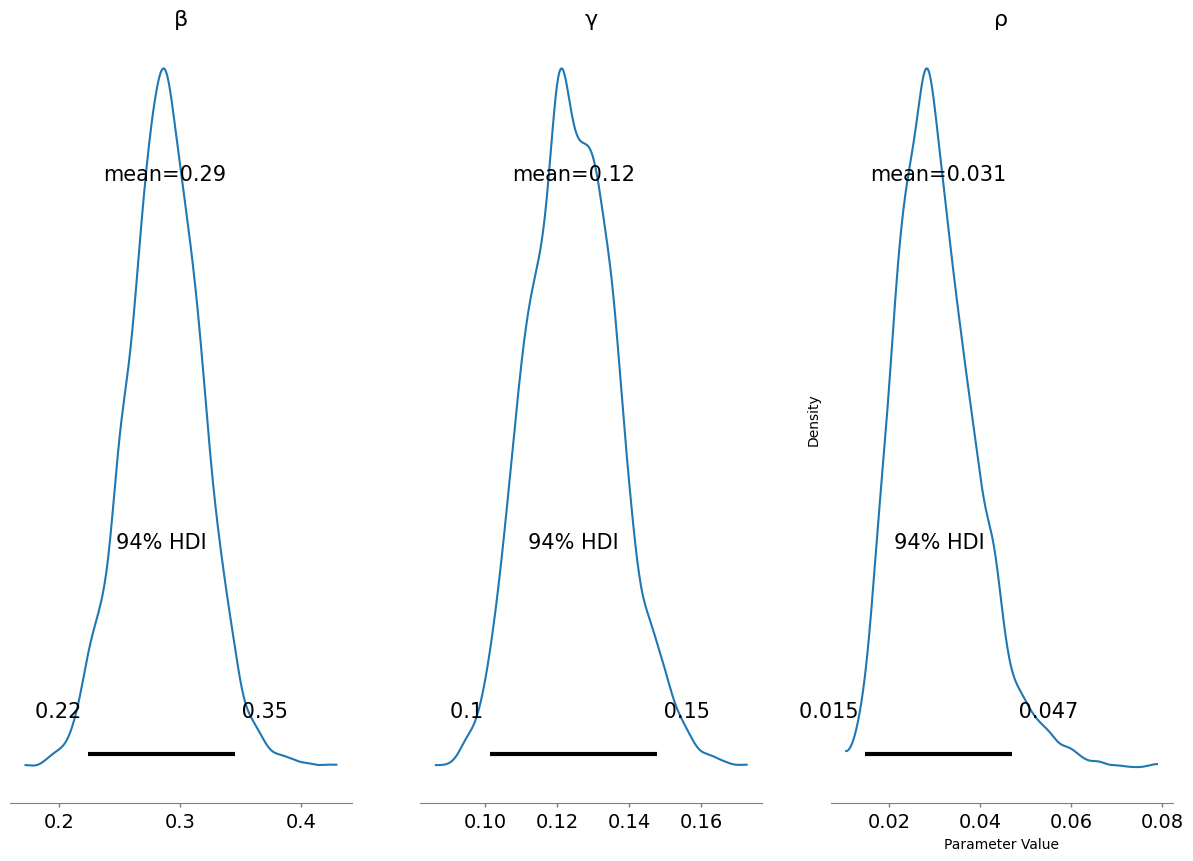 β
mean=0.29
94% HDI
0.22
0.35
0.2
0.3
0.4
γ
mean=0.12
94% HDI
0.1
0.15
0.10
0.12
0.14
0.16
ρ
mean=0.031
Density
94% HDI
0.015
0.047
0.02
0.04
0.06
0.08
Parameter Value